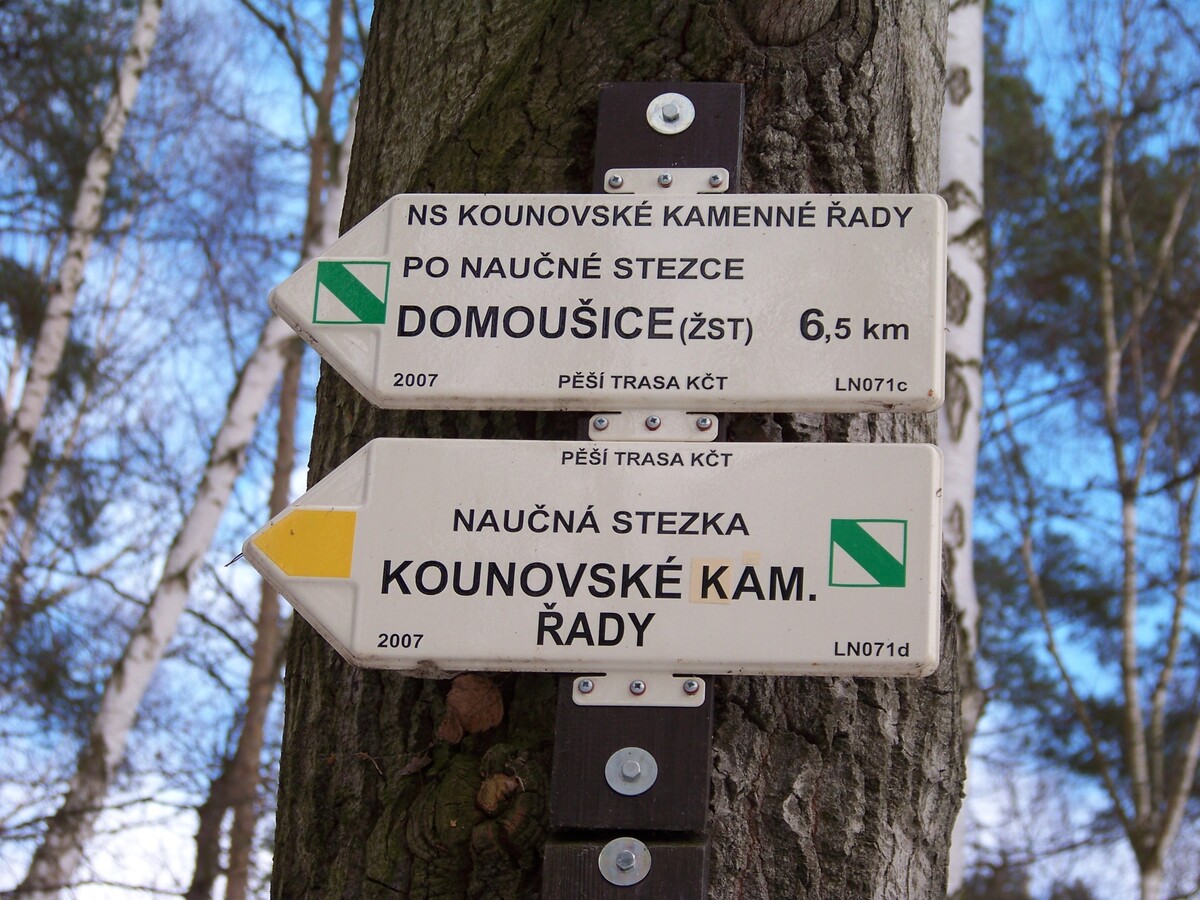 NS KOUNOVSKÉ KAMENNÉ ŘADY
PO NAUČNÉ STEZCE
DOMOUŠICE (ŽST) 6,5 km
2007 PĚŠÍ TRASA KČT LN071c
PĚŠÍ TRASA KČT
NAUČNÁ STEZKA
KOUNOVSKÉ KAM.
ŘADY
2007 LN071d